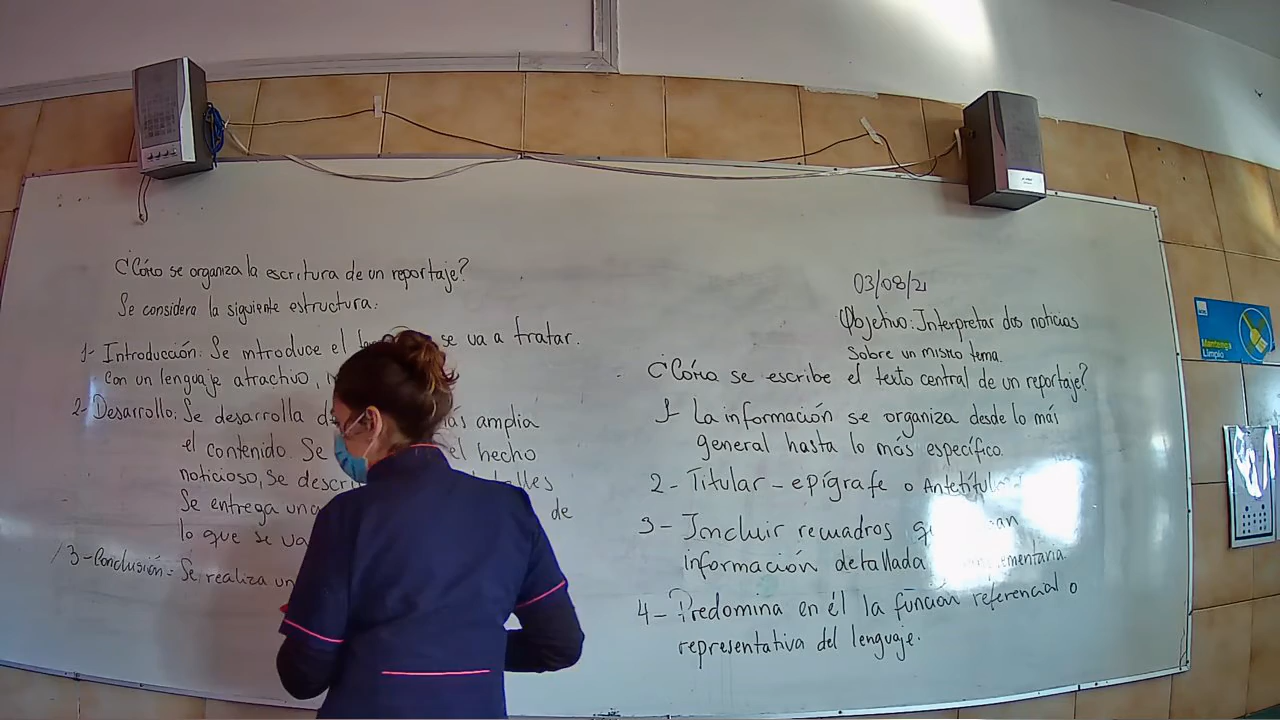 ¿Cómo se organiza la escritura de un reportaje?
Se considera la siguiente estructura:
1- Introducción: Se introduce el se va a tratar.
con un lenguaje atractivo,
2- Desarrollo: Se desarrolla más amplia
el contenido. Se el hecho
noticioso, se
Se entrega una de
lo que se va
3- Conclusión: Se realiza
03/08/21
Objetivo: Interpretar dos noticias
sobre un mismo tema.
¿Cómo se escribe el texto central de un reportaje?
1- La información se organiza desde lo más
general hasta lo más específico.
2- Titular - epígrafe o
3- Incluir recuadros
información detallada
4- Predomina en él la función referencial o
representativa del lenguaje.
Mantenga
Limpio